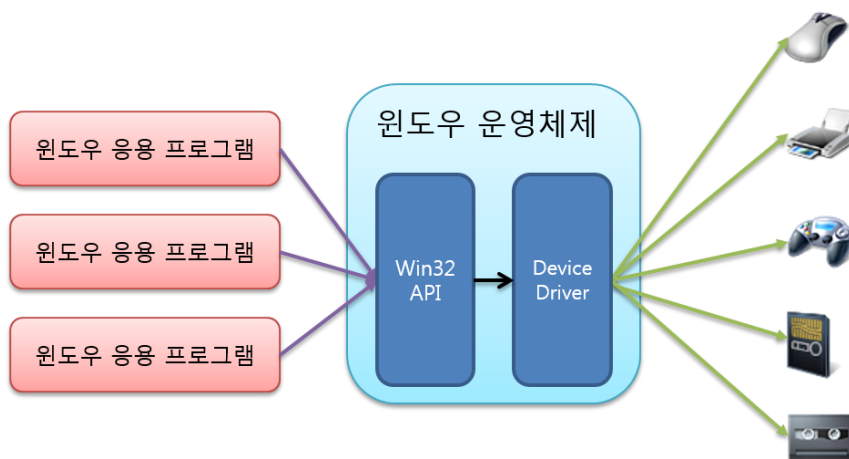 윈도우 운영체제
윈도우 응용 프로그램
윈도우 응용 프로그램
윈도우 응용 프로그램
Win32
API
Device
Driver